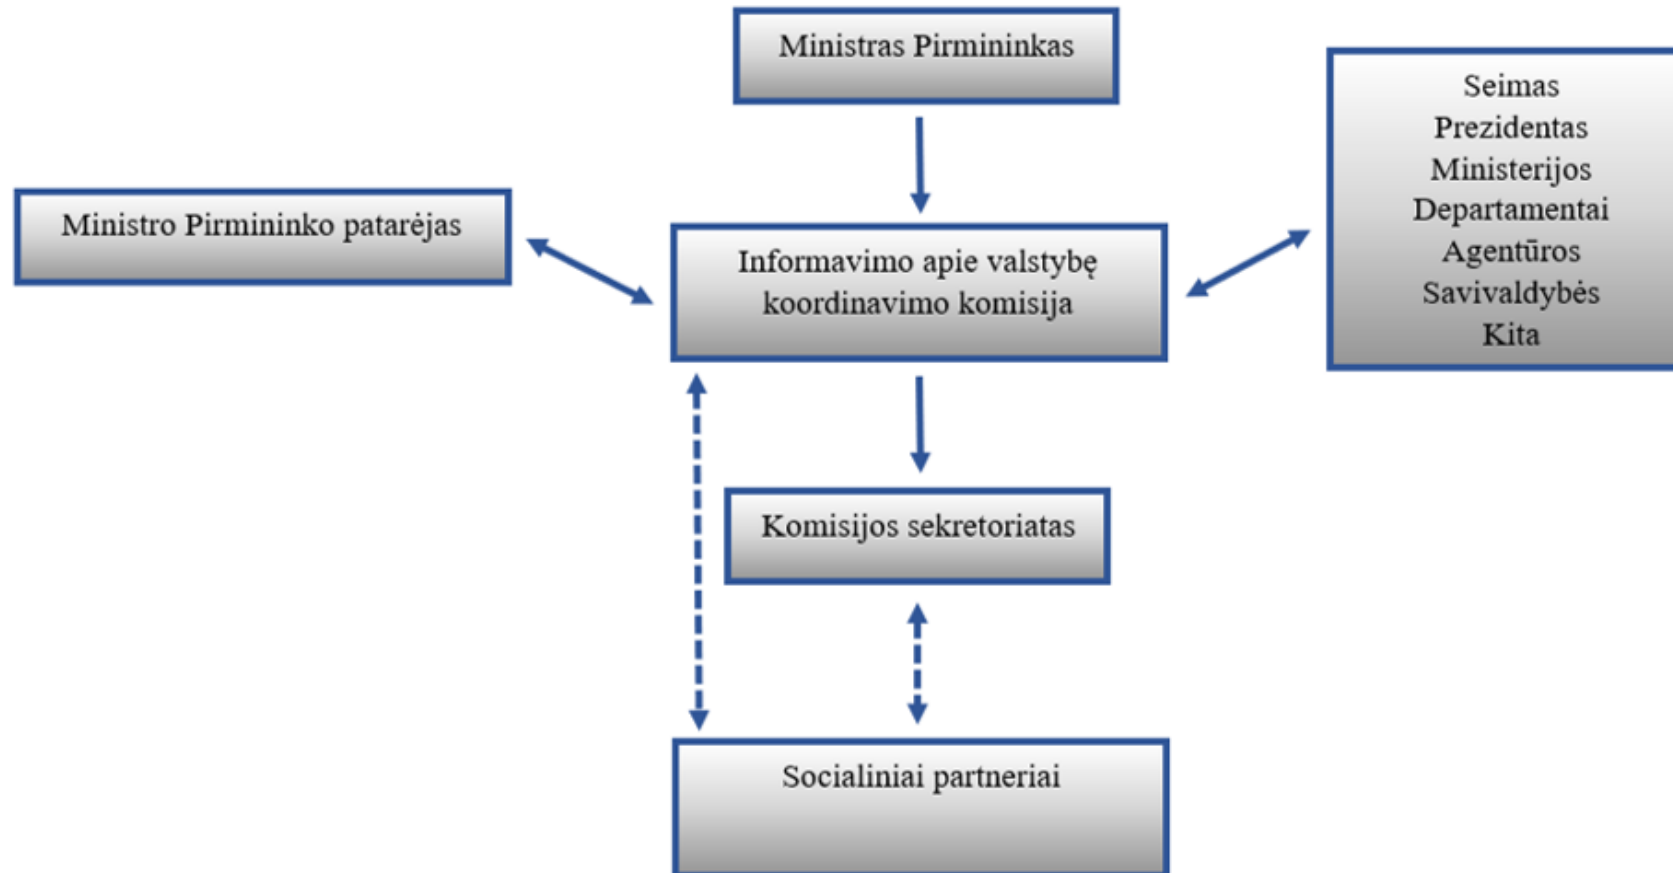 Ministras Pirmininkas
Seimas
Prezidentas
Ministerijos
Departamentai
Agentūros
Savivaldybės
Kita
Ministro Pirmininko patarėjas
Informavimo apie valstybę
koordinavimo komisija
Komisijos sekretoriatas
Socialiniai partneriai